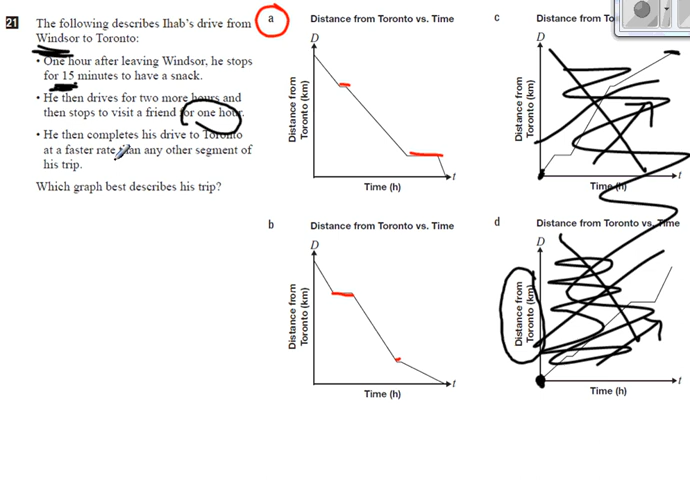 21
The following describes Ihab's drive from
Windsor to Toronto:
• One hour after leaving Windsor, he stops
for 15 minutes to have a snack.
• He then drives for two more hours and
then stops to visit a friend for one hour.
• He then completes his drive to Toronto
at a faster rate than any other segment of
his trip.
Which graph best describes his trip?
a
Distance from Toronto vs. Time
D
Distance from
Toronto (km)
t
Time (h)
b
Distance from Toronto vs. Time
D
Distance from
Toronto (km)
t
Time (h)
c
Distance from To
D
Distance from
Toronto (km)
t
Time (h)
d
Distance from Toronto vs. Time
D
Distance from
Toronto (km)
t
Time (h)